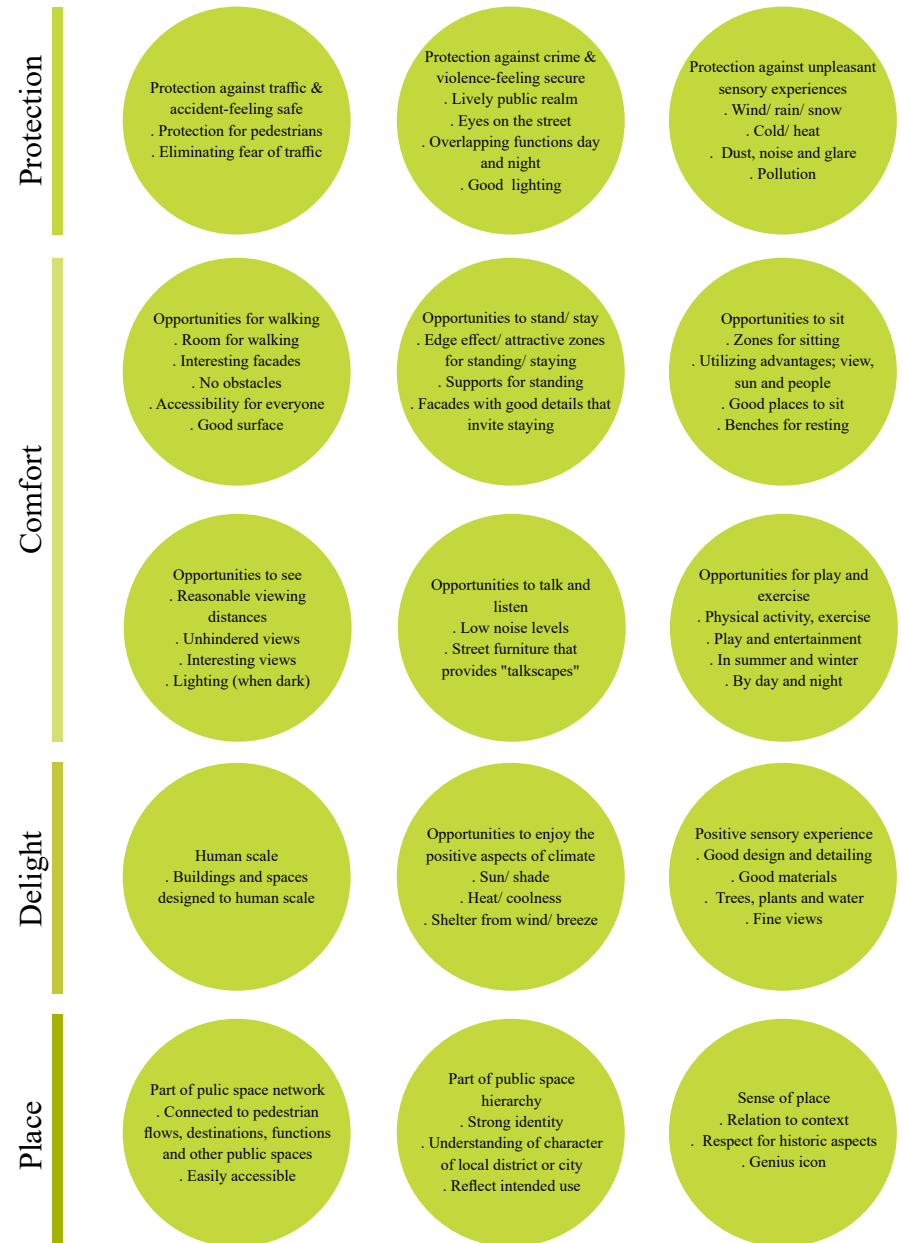 Protection
Protection against traffic &
accident-feeling safe
. Protection for pedestrians
. Eliminating fear of traffic
Protection against crime &
violence-feeling secure
. Lively public realm
. Eyes on the street
. Overlapping functions day
and night
. Good lighting
Protection against unpleasant
sensory experiences
. Wind/ rain/ snow
. Cold/ heat
. Dust, noise and glare
. Pollution
Comfort
Opportunities for walking
. Room for walking
. Interesting facades
. No obstacles
. Accessibility for everyone
. Good surface
Opportunities to stand/ stay
. Edge effect/ attractive zones
for standing/ staying
. Supports for standing
. Facades with good details that
invite staying
Opportunities to sit
. Zones for sitting
. Utilizing advantages; view,
sun and people
. Good places to sit
. Benches for resting
Opportunities to see
. Reasonable viewing
distances
. Unhindered views
. Interesting views
. Lighting (when dark)
Opportunities to talk and
listen
. Low noise levels
. Street furniture that
provides "talkscapes"
Opportunities for play and
exercise
. Physical activity, exercise
. Play and entertainment
. In summer and winter
. By day and night
Delight
Human scale
. Buildings and spaces
designed to human scale
Opportunities to enjoy the
positive aspects of climate
. Sun/ shade
. Heat/ coolness
. Shelter from wind/ breeze
Positive sensory experience
. Good design and detailing
. Good materials
. Trees, plants and water
. Fine views
Place
Part of pulic space network
. Connected to pedestrian
flows, destinations, functions
and other public spaces
. Easily accessible
Part of public space
hierarchy
. Strong identity
. Understanding of character
of local district or city
. Reflect intended use
Sense of place
. Relation to context
. Respect for historic aspects
. Genius icon